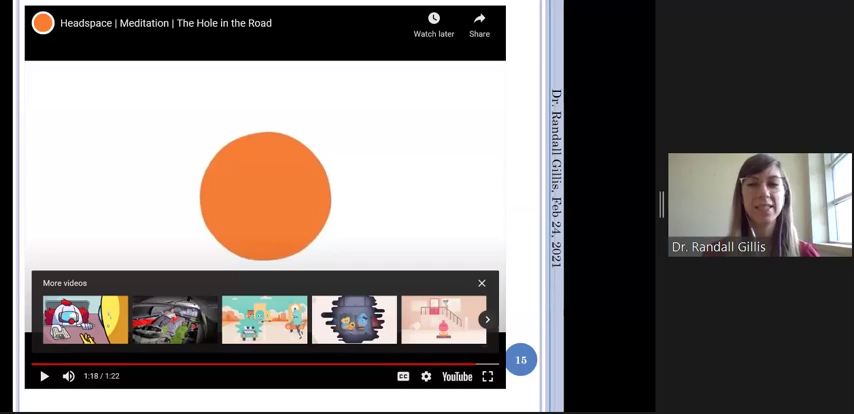 Headspace | Meditation | The Hole in the Road
Watch later
Share
Dr. Randall Gillis, Feb 24, 2021
More videos
15
1:18 / 1:22
CC
YouTube
Dr. Randall Gillis